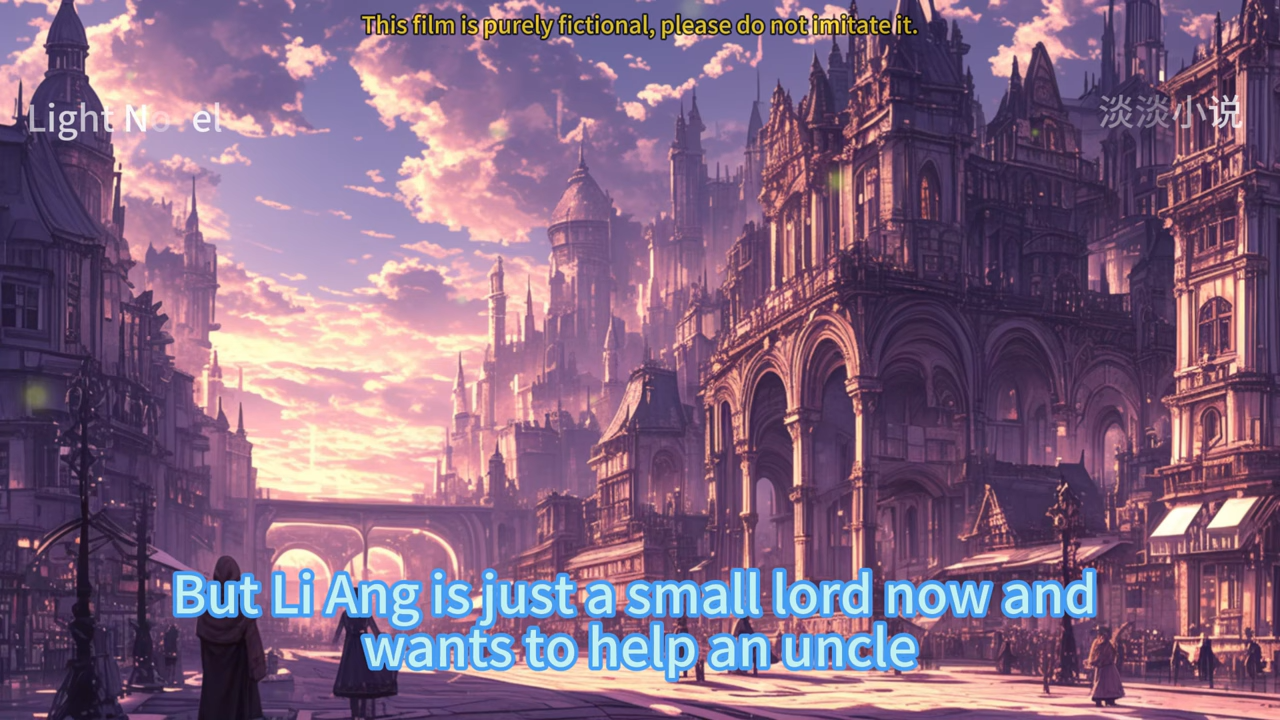 This film is purely fictional, please do not imitate it.
Light No el
淡淡小说
But Li Ang is just a small lord now and
wants to help an uncle